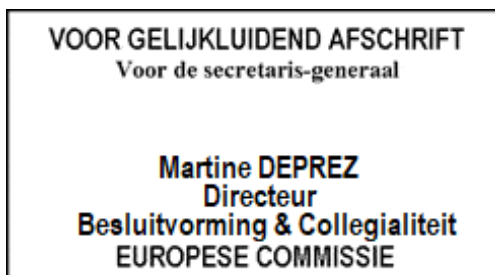 VOOR GELIJKLUIDEND AFSCHRIFT
Voor de secretaris-generaal
Martine DEPREZ
Directeur
Besluitvorming & Collegialiteit
EUROPESE COMMISSIE